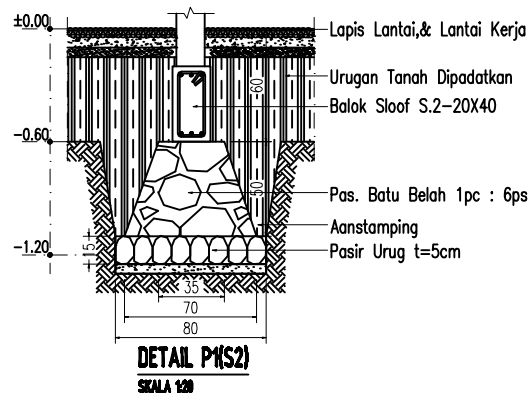 ±0.00
Lapis Lantai,& Lantai Kerja
Urugan Tanah Dipadatkan
60
Balok Sloof S.2-20X40
-0.60
50
Pas. Batu Belah 1pc : 6ps
Aanstamping
-1.20
15
Pasir Urug t=5cm
35
70
80
DETAIL P1(S2)
SKALA 1:20